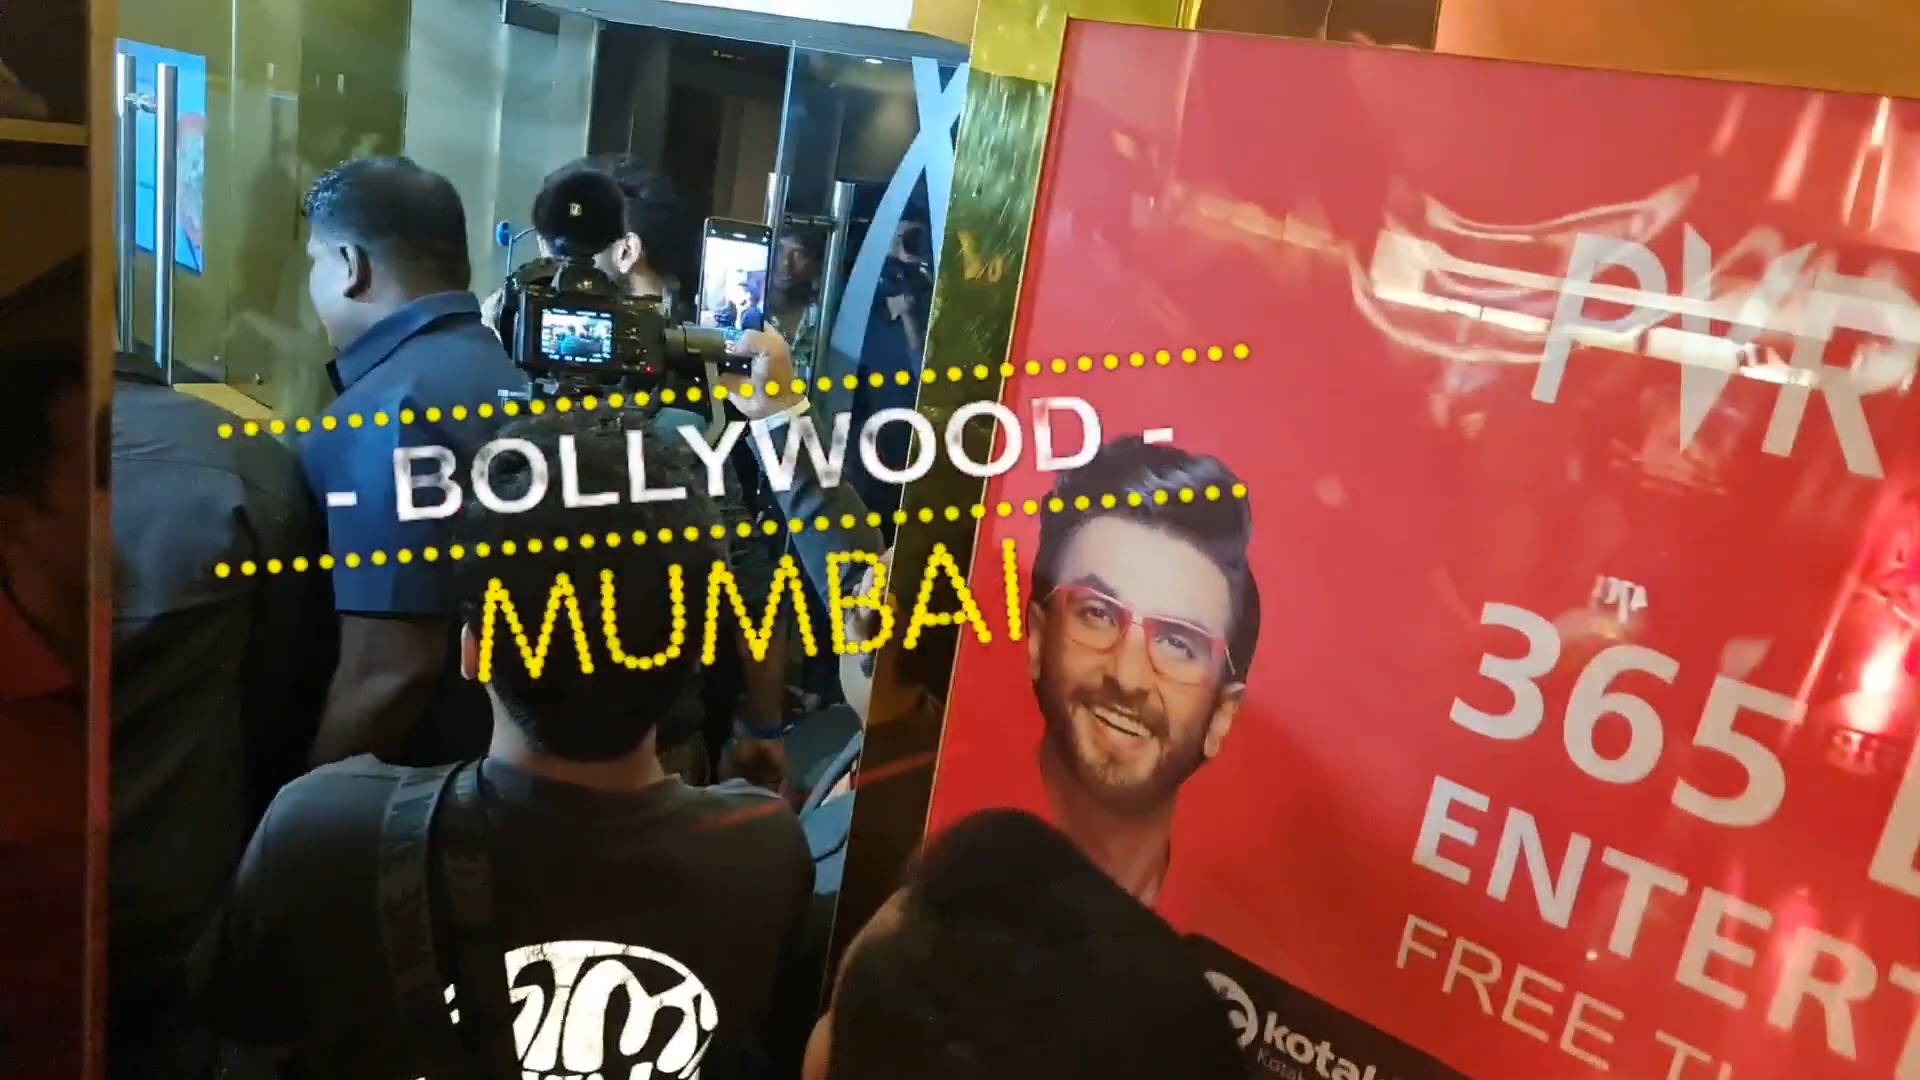 - BOLLYWOOD -
MUMBAI
PVR
365
ENTERT
FREE
kotak